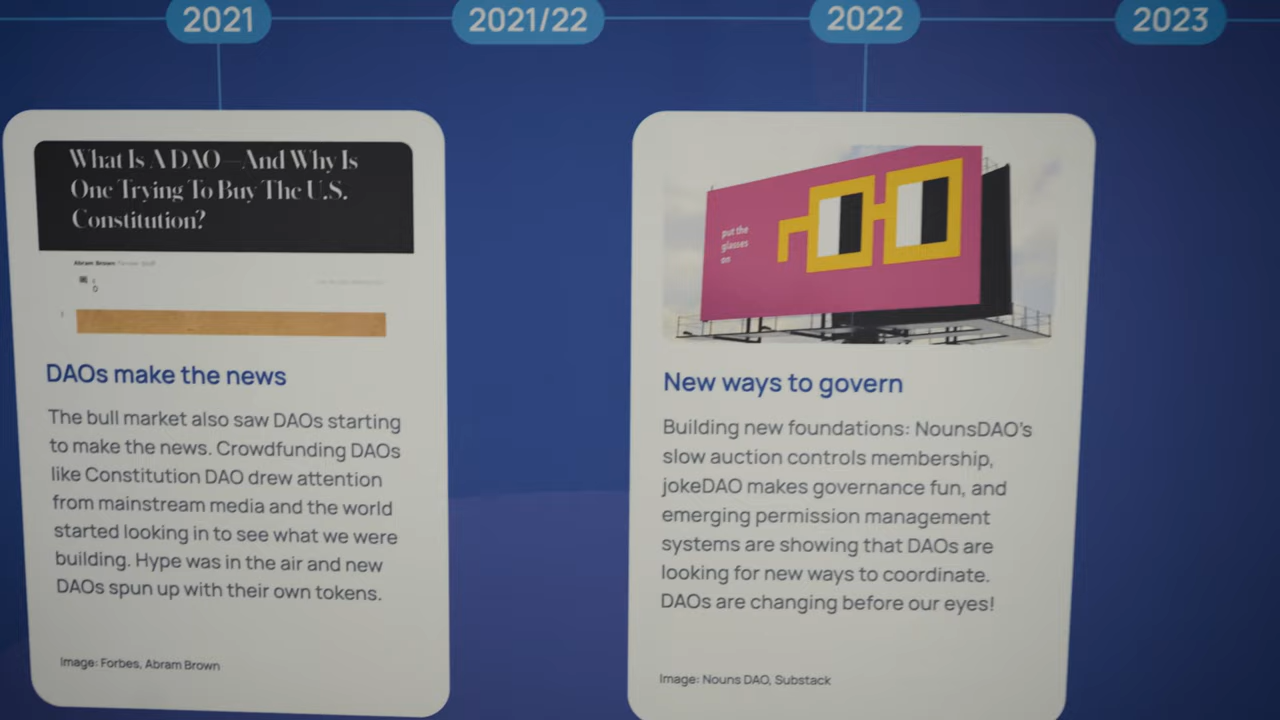 2021
2021/22
2022
2023
What Is A DAO—And Why Is
One Trying To Buy The U.S.
Constitution?
Abram Brown
DAOs make the news
The bull market also saw DAOs starting
to make the news. Crowdfunding DAOs
like Constitution DAO drew attention
from mainstream media and the world
started looking in to see what we were
building. Hype was in the air and new
DAOs spun up with their own tokens.
Image: Forbes, Abram Brown
put the
glasses
on
New ways to govern
Building new foundations: NounsDAO's
slow auction controls membership,
jokeDAO makes governance fun, and
emerging permission management
systems are showing that DAOs are
looking for new ways to coordinate.
DAOs are changing before our eyes!
Image: Nouns DAO, Substack